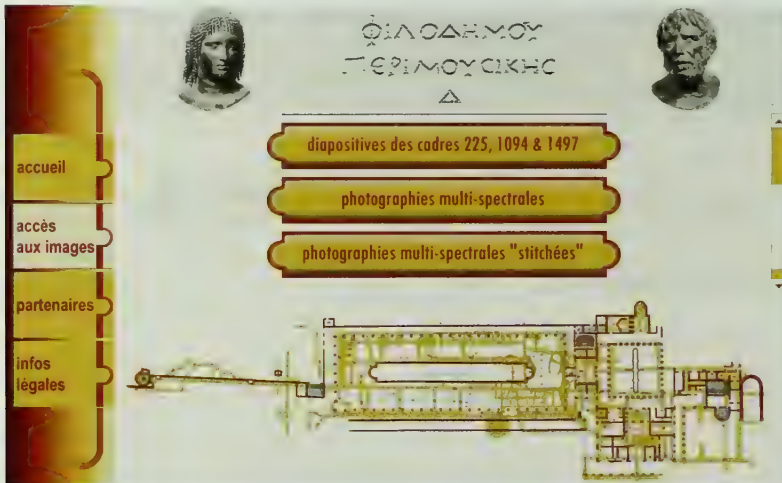 ΦΙΛΟΔΗΜΟΥ
ΠΕΡΙ ΜΟΥϹΙΚΗϹ
Δ
diapositives des cadres 225, 1094 & 1497
photographies multi-spectrales
photographies multi-spectrales "stitchées"
accueil
accès
aux images
partenaires
infos
légales